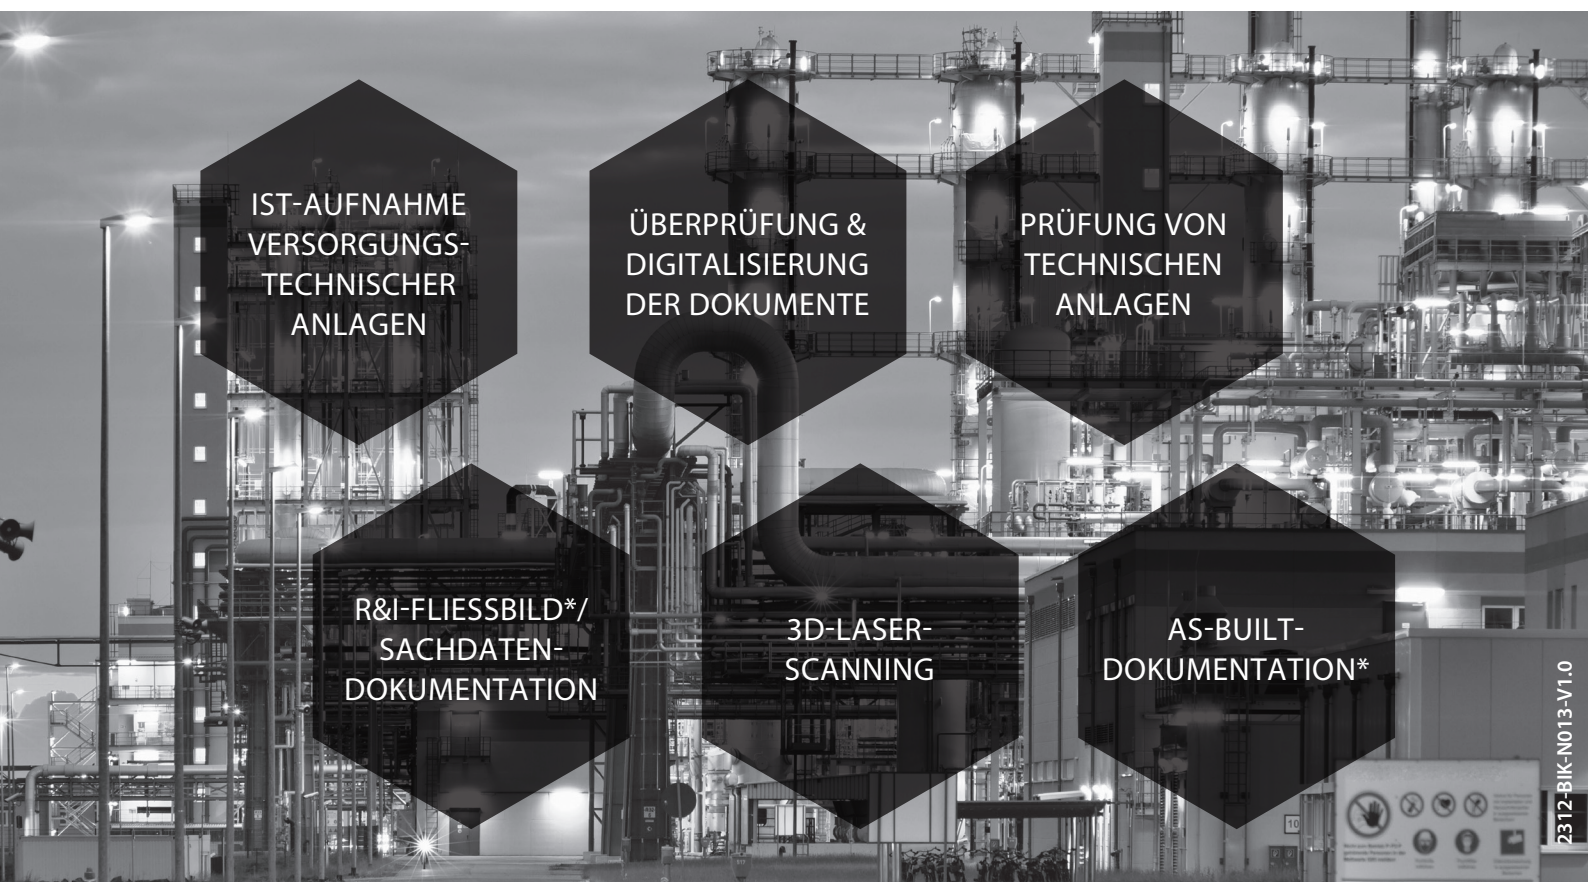 IST-AUFNAHME
VERSORGUNGS-
TECHNISCHER
ANLAGEN
ÜBERPRÜFUNG &
DIGITALISIERUNG
DER DOKUMENTE
PRÜFUNG VON
TECHNISCHEN
ANLAGEN
R&I-FLIESSBILD*/
SACHDATEN-
DOKUMENTATION
3D-LASER-
SCANNING
AS-BUILT-
DOKUMENTATION*
2312-BIK-N013-V1.0
10